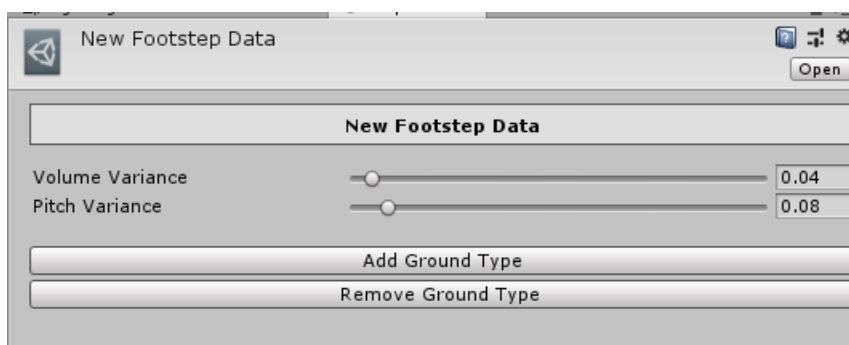 New Footstep Data
Open
New Footstep Data
Volume Variance 0.04
Pitch Variance 0.08
Add Ground Type
Remove Ground Type